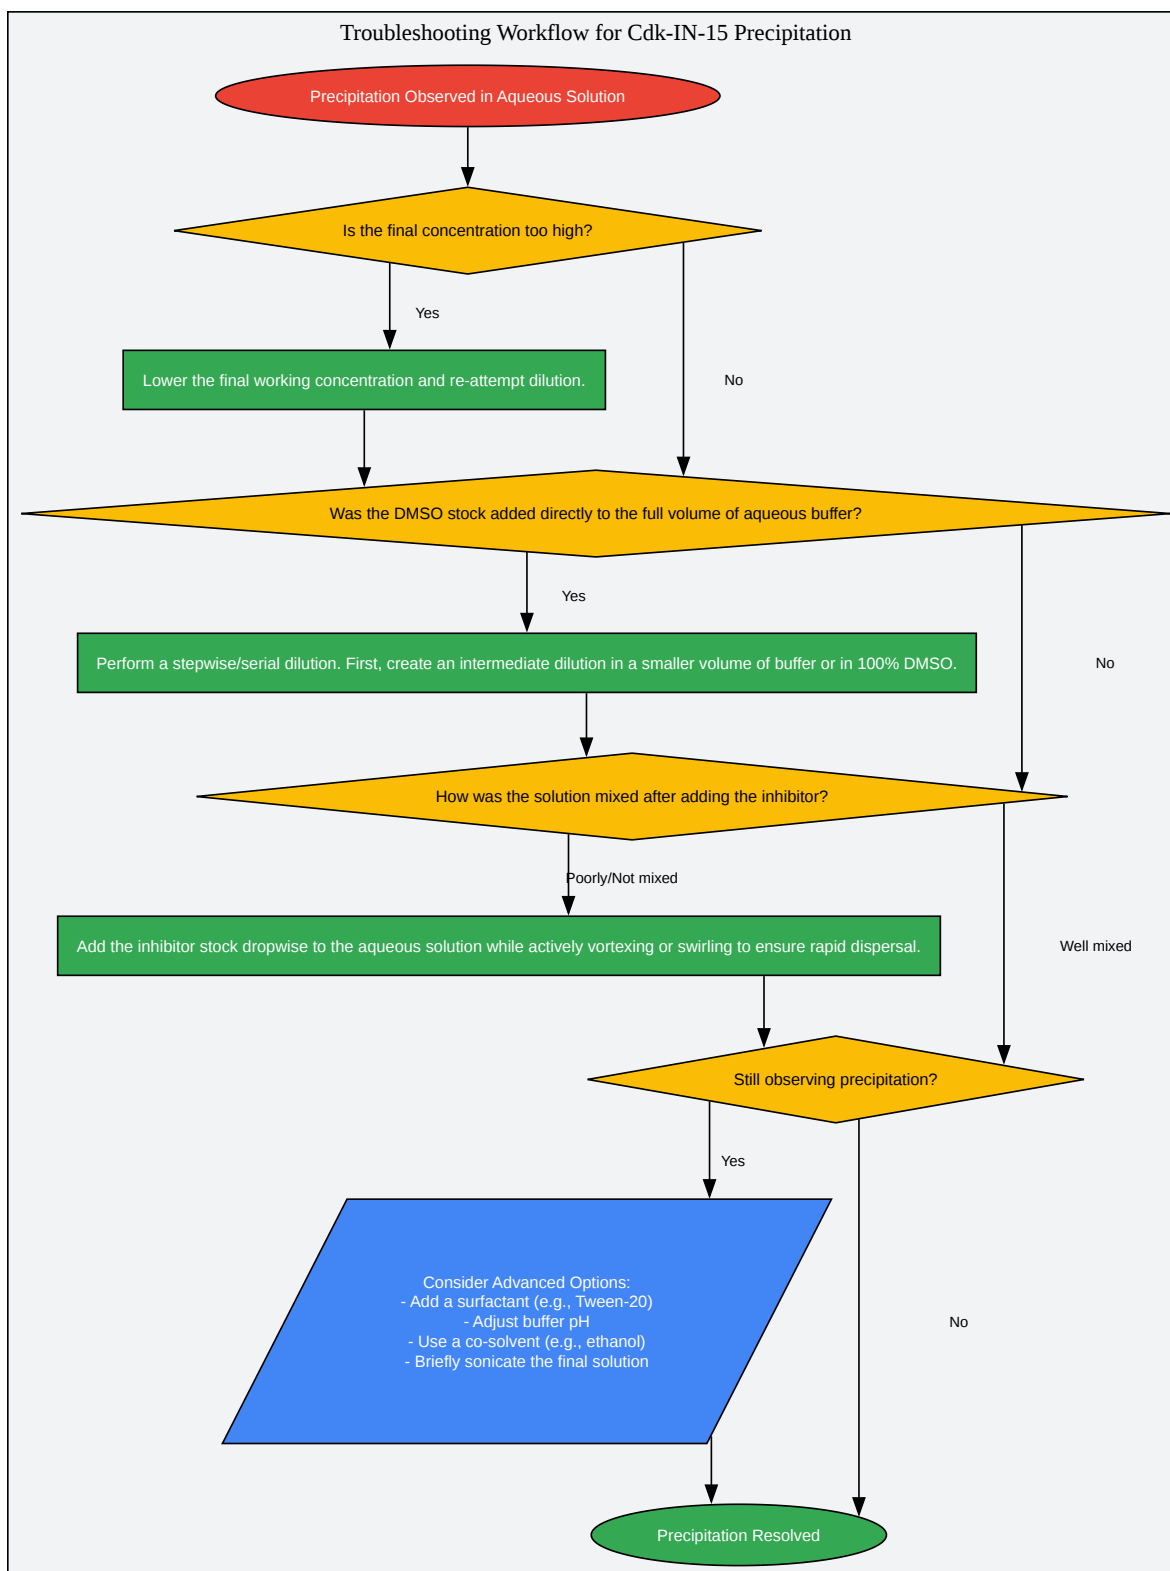 Troubleshooting Workflow for Cdk-IN-15 Precipitation
Precipitation Observed in Aqueous Solution
Is the final concentration too high?
Yes
Lower the final working concentration and re-attempt dilution.
No
Was the DMSO stock added directly to the full volume of aqueous buffer?
Yes
Perform a stepwise/serial dilution. First, create an intermediate dilution in a smaller volume of buffer or in 100% DMSO.
No
How was the solution mixed after adding the inhibitor?
Poorly/Not mixed
Add the inhibitor stock dropwise to the aqueous solution while actively vortexing or swirling to ensure rapid dispersal.
Well mixed
Still observing precipitation?
Yes
Consider Advanced Options:
- Add a surfactant (e.g., Tween-20)
- Adjust buffer pH
- Use a co-solvent (e.g., ethanol)
- Briefly sonicate the final solution
No
Precipitation Resolved